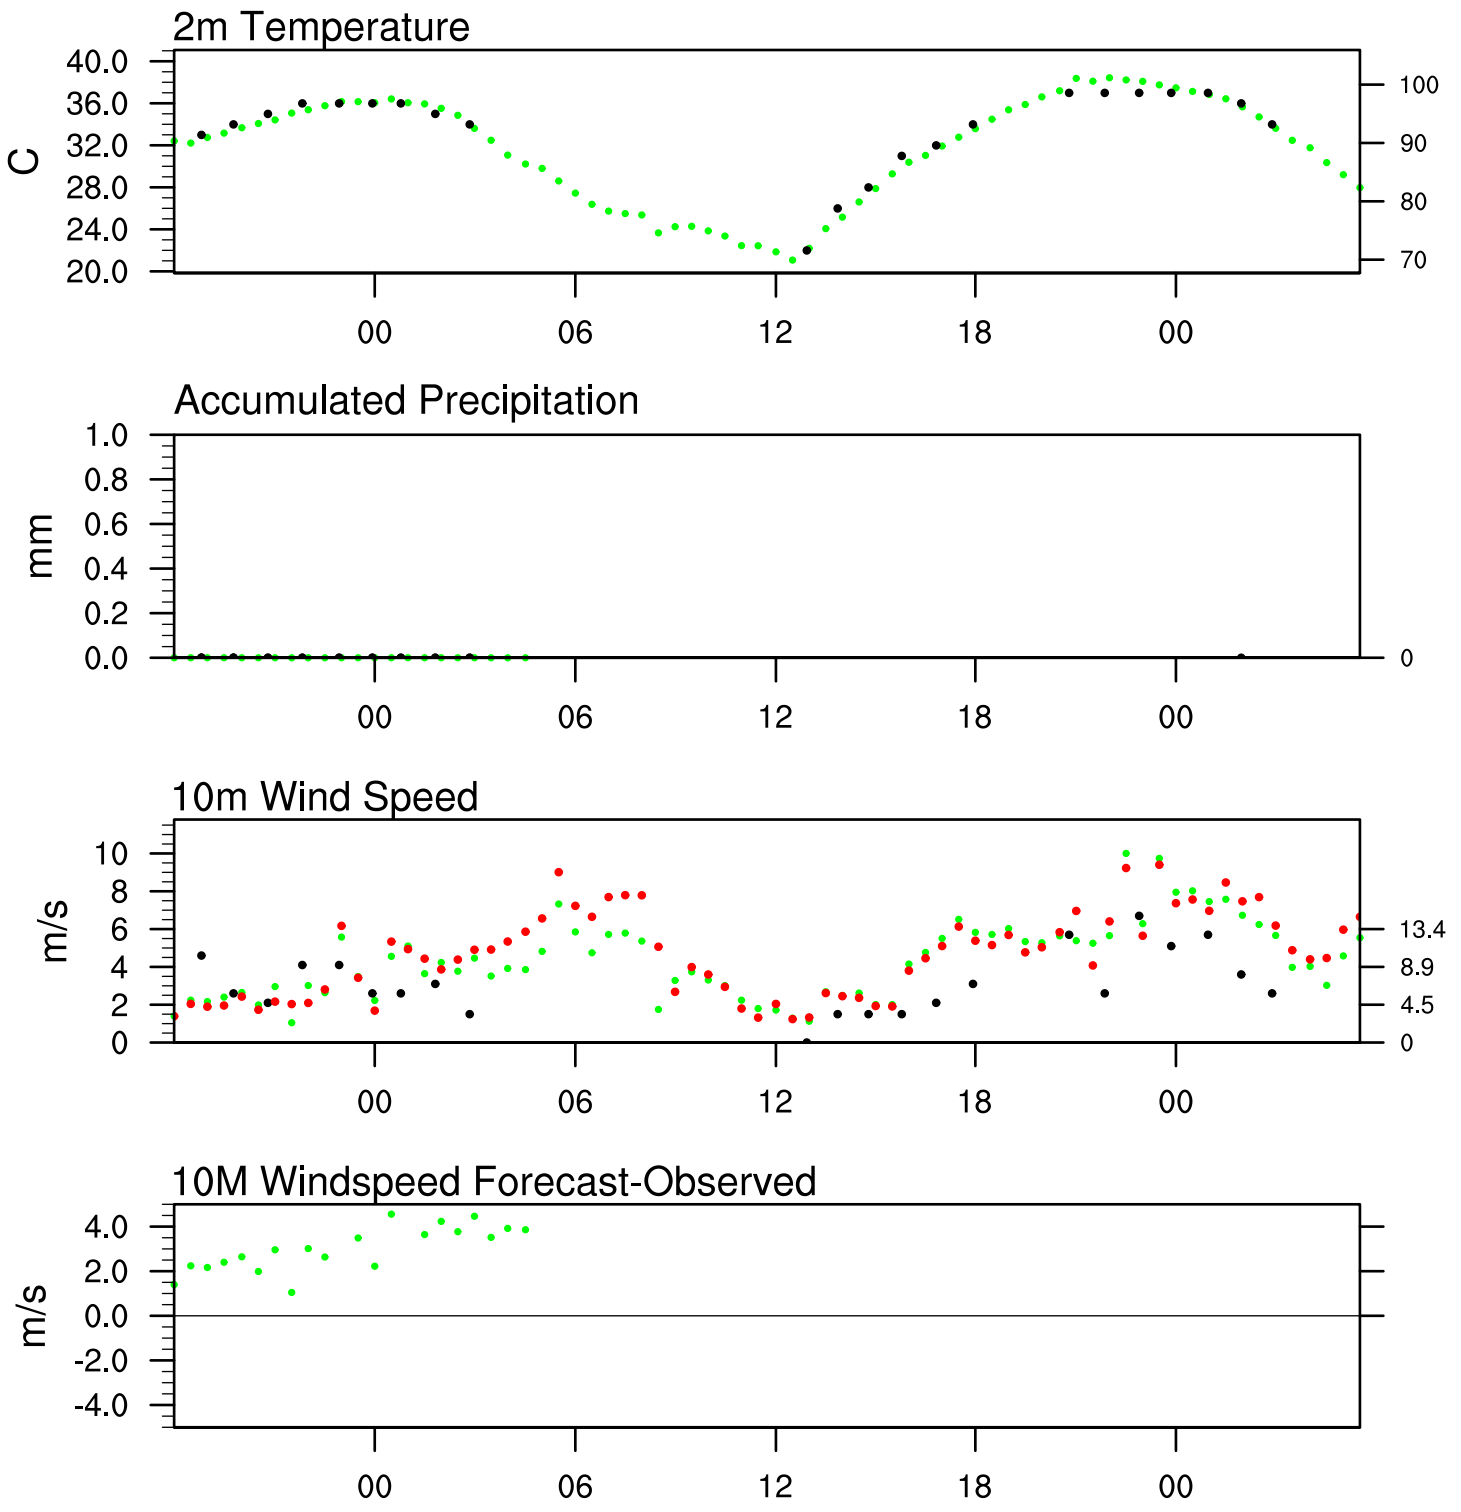 2m Temperature
40.0
36.0
32.0
28.0
24.0
20.0
C
100
90
80
70
00 06 12 18 00
Accumulated Precipitation
1.0
0.8
0.6
0.4
0.2
0.0
mm
0
00 06 12 18 00
10m Wind Speed
10
8
6
4
2
0
m/s
13.4
8.9
4.5
0
00 06 12 18 00
10M Windspeed Forecast-Observed
4.0
2.0
0.0
-2.0
-4.0
m/s
00 06 12 18 00